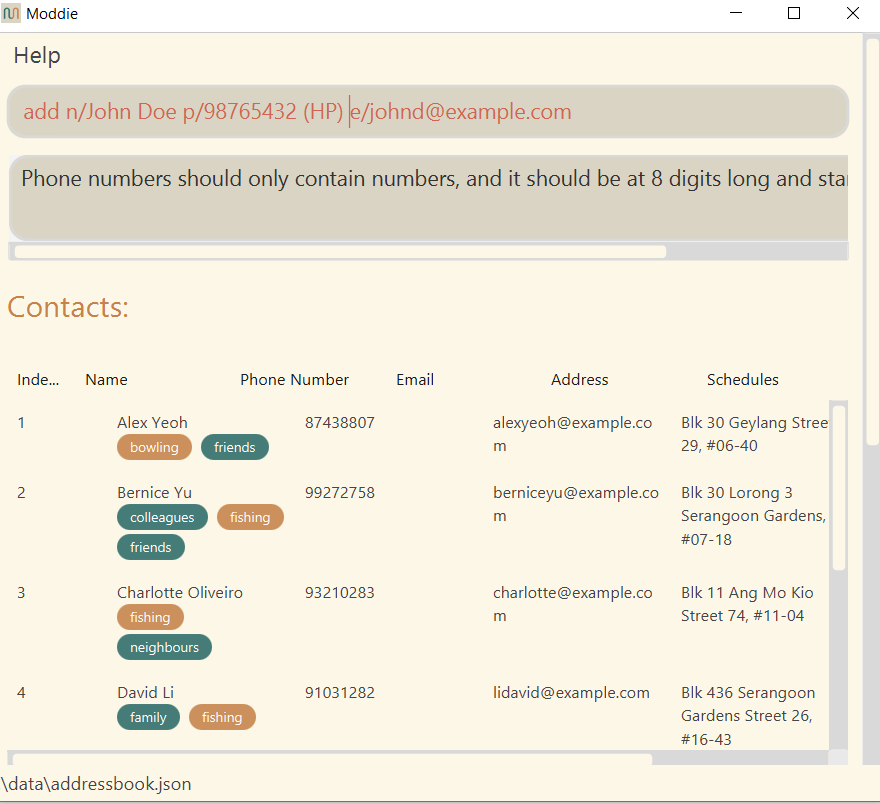 Moddie
Help
add n/John Doe p/98765432 (HP) e/johnd@example.com
Phone numbers should only contain numbers, and it should be at 8 digits long and
Contacts:
Inde... Name Phone Number Email Address Schedules
1 Alex Yeoh 87438807 alexyeoh@example.co Blk 30 Geylang Stree
bowling friends m 29, #06-40
2 Bernice Yu 99272758 berniceyu@example.co Blk 30 Lorong 3
colleagues fishing m Serangoon Gardens,
friends #07-18
3 Charlotte Oliveiro 93210283 charlotte@example.co Blk 11 Ang Mo Kio
fishing m Street 74, #11-04
neighbours
4 David Li 91031282 lidavid@example.com Blk 436 Serangoon
family fishing Gardens Street 26,
#16-43
\data\addressbook.json